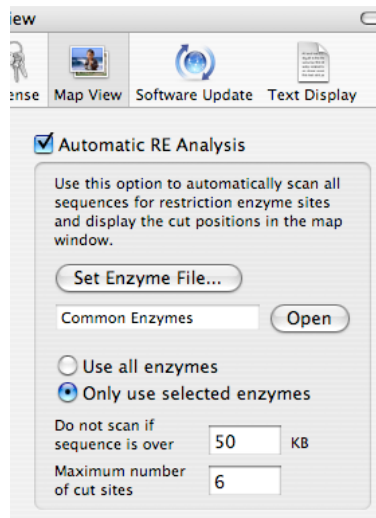 iew
ense Map View Software Update Text Display
Automatic RE Analysis
Use this option to automatically scan all
sequences for restriction enzyme sites
and display the cut positions in the map
window.
Set Enzyme File...
Common Enzymes Open
Use all enzymes
Only use selected enzymes
Do not scan if
sequence is over 50 KB
Maximum number
of cut sites 6